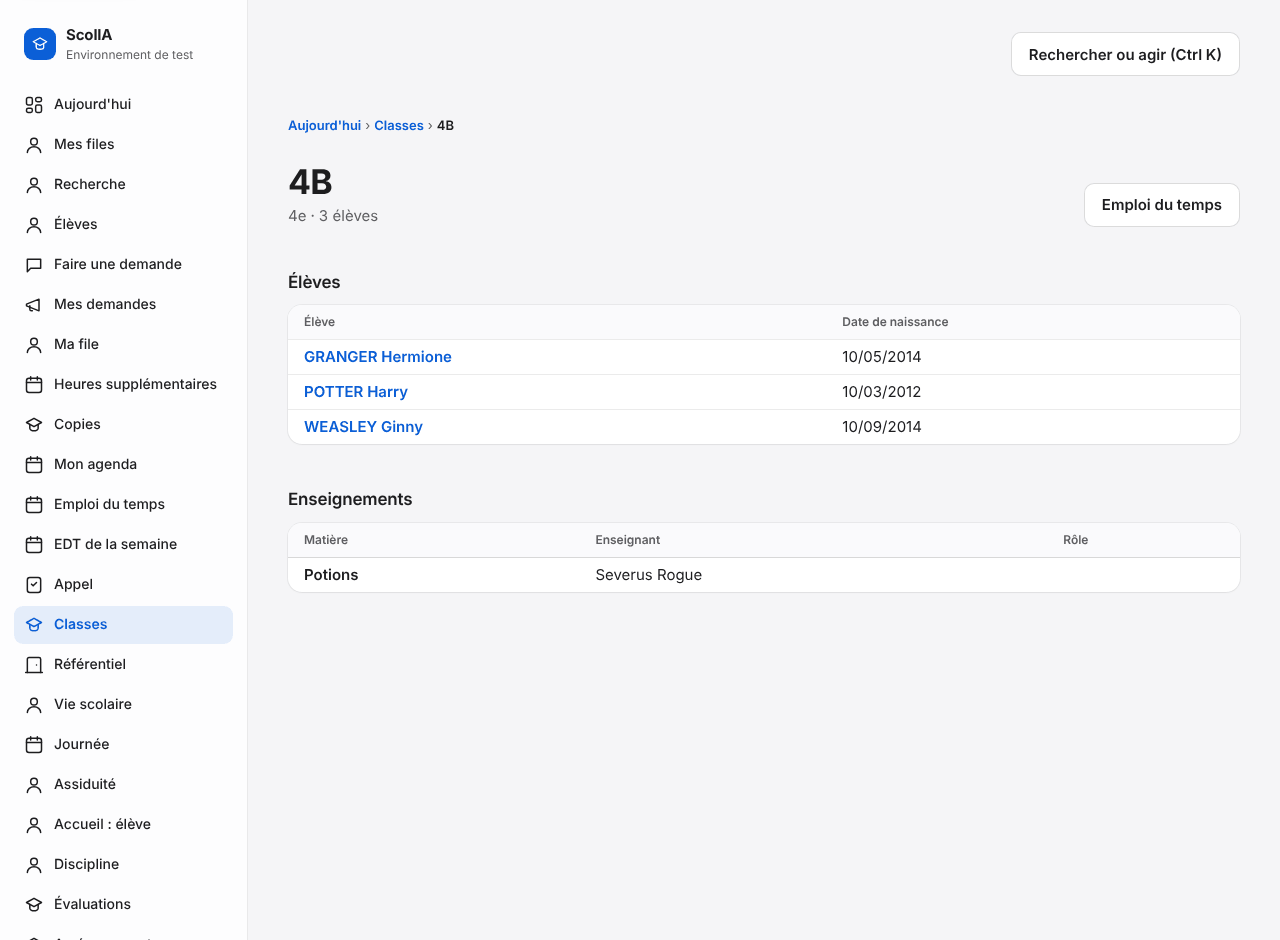 ScolIA
Environnement de test
Aujourd'hui
Mes files
Recherche
Élèves
Faire une demande
Mes demandes
Ma file
Heures supplémentaires
Copies
Mon agenda
Emploi du temps
EDT de la semaine
Appel
Classes
Référentiel
Vie scolaire
Journée
Assiduité
Accueil : élève
Discipline
Évaluations
Rechercher ou agir (Ctrl K)
Aujourd'hui › Classes › 4B
4B
4e · 3 élèves
Emploi du temps
Élèves
Élève Date de naissance
GRANGER Hermione 10/05/2014
POTTER Harry 10/03/2012
WEASLEY Ginny 10/09/2014
Enseignements
Matière Enseignant Rôle
Potions Severus Rogue